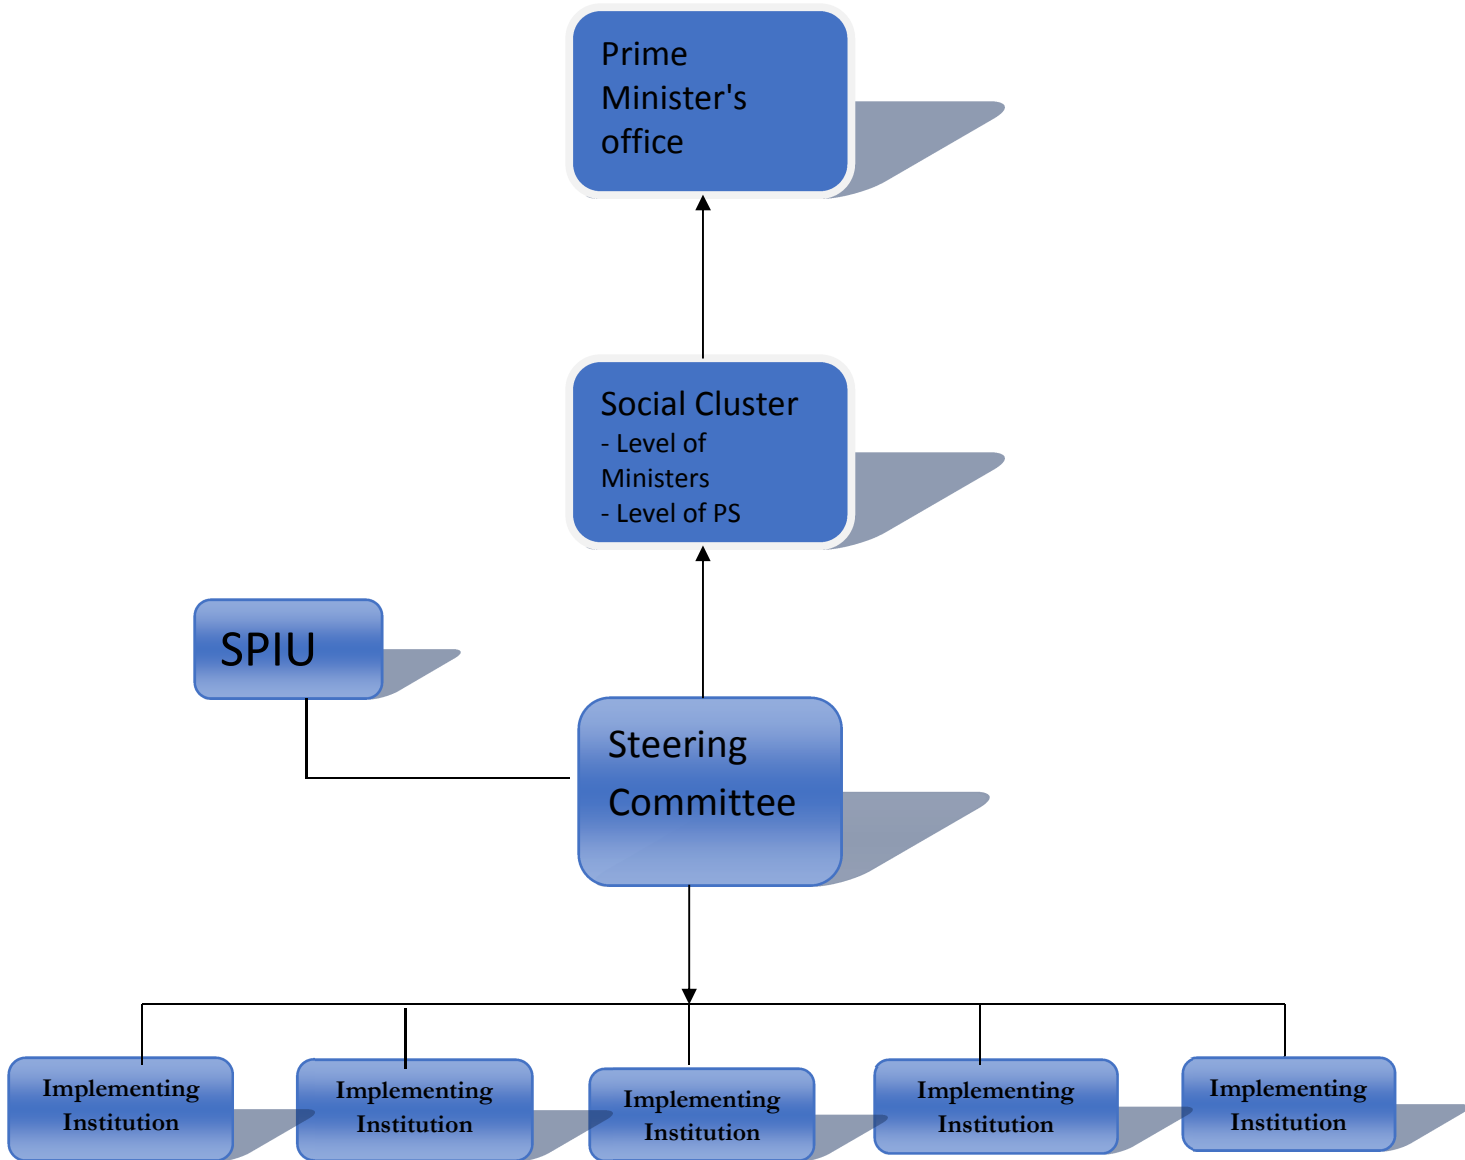 Prime
Minister's
office
Social Cluster
- Level of
Ministers
- Level of PS
SPIU
Steering
Committee
Implementing
Institution
Implementing
Institution
Implementing
Institution
Implementing
Institution
Implementing
Institution